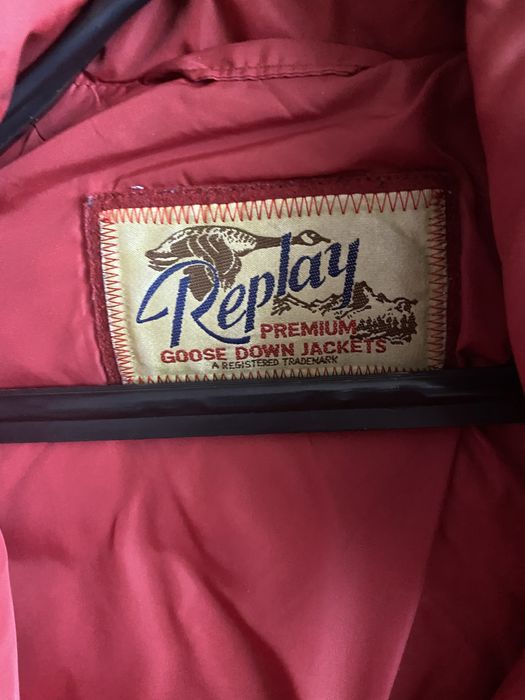 Replay
PREMIUM
GOOSE DOWN JACKETS
A REGISTERED TRADEMARK